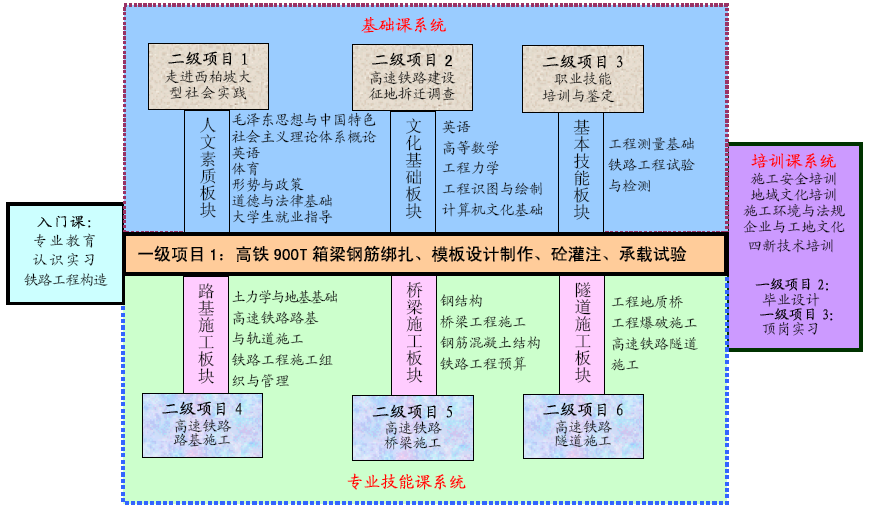 基础课系统
二级项目 1
走进西柏坡大
型社会实践
二级项目 2
高速铁路建设
征地拆迁调查
二级项目 3
职业技能
培训与鉴定
人文素质板块
毛泽东思想与中国特色
社会主义理论体系概论
英语
体育
形势与政策
道德与法律基础
大学生就业指导
文化基础板块
英语
高等数学
工程力学
工程识图与绘制
计算机文化基础
基本技能板块
工程测量基础
铁路工程试验
与检测
入门课:
专业教育
认识实习
铁路工程构造
一级项目 1：高铁 900T 箱梁钢筋绑扎、模板设计制作、砼灌注、承载试验
培训课系统
施工安全培训
地域文化培训
施工环境与法规
企业与工地文化
四新技术培训
一级项目 2:
毕业设计
一级项目 3:
顶岗实习
路基施工板块
土力学与地基基础
高速铁路路基
与轨道施工
铁路工程施工组
织与管理
桥梁施工板块
钢结构
桥梁工程施工
钢筋混凝土结构
铁路工程预算
隧道施工板块
工程地质桥
工程爆破施工
高速铁路隧道
施工
二级项目 4
高速铁路
路基施工
二级项目 5
高速铁路
桥梁施工
二级项目 6
高速铁路
隧道施工
专业技能课系统